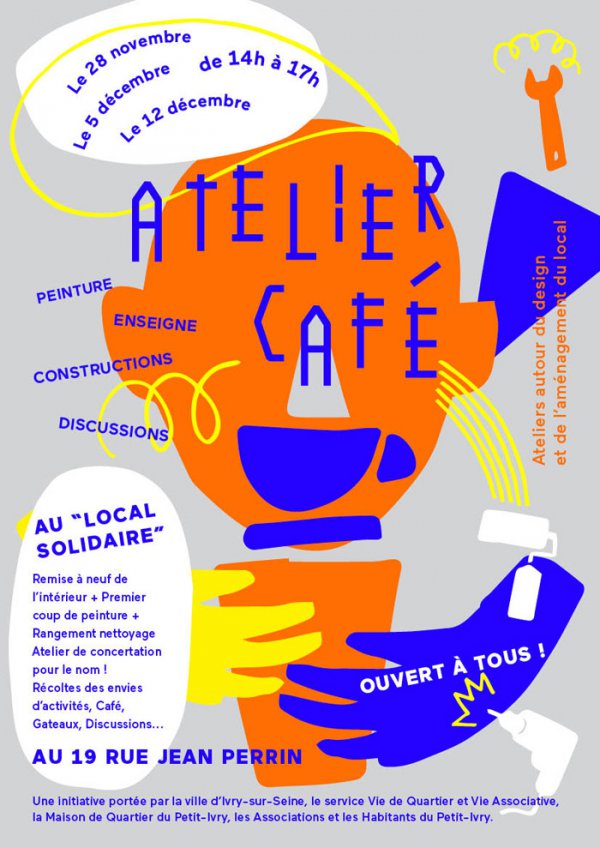 Le 28 novembre
Le 5 décembre
Le 12 décembre
de 14h à 17h
ATELIER
CAFÉ
PEINTURE
ENSEIGNE
CONSTRUCTIONS
DISCUSSIONS
Ateliers autour du design
et de l'aménagement du local
AU “LOCAL
SOLIDAIRE”
Remise à neuf de
l'intérieur + Premier
coup de peinture +
Rangement nettoyage
Atelier de concertation
pour le nom !
Récoltes des envies
d'activités, Café,
Gateaux, Discussions...
OUVERT À TOUS !
AU 19 RUE JEAN PERRIN
Une initiative portée par la ville d'Ivry-sur-Seine, le service Vie de Quartier et Vie Associative,
la Maison de Quartier du Petit-Ivry, les Associations et les Habitants du Petit-Ivry.